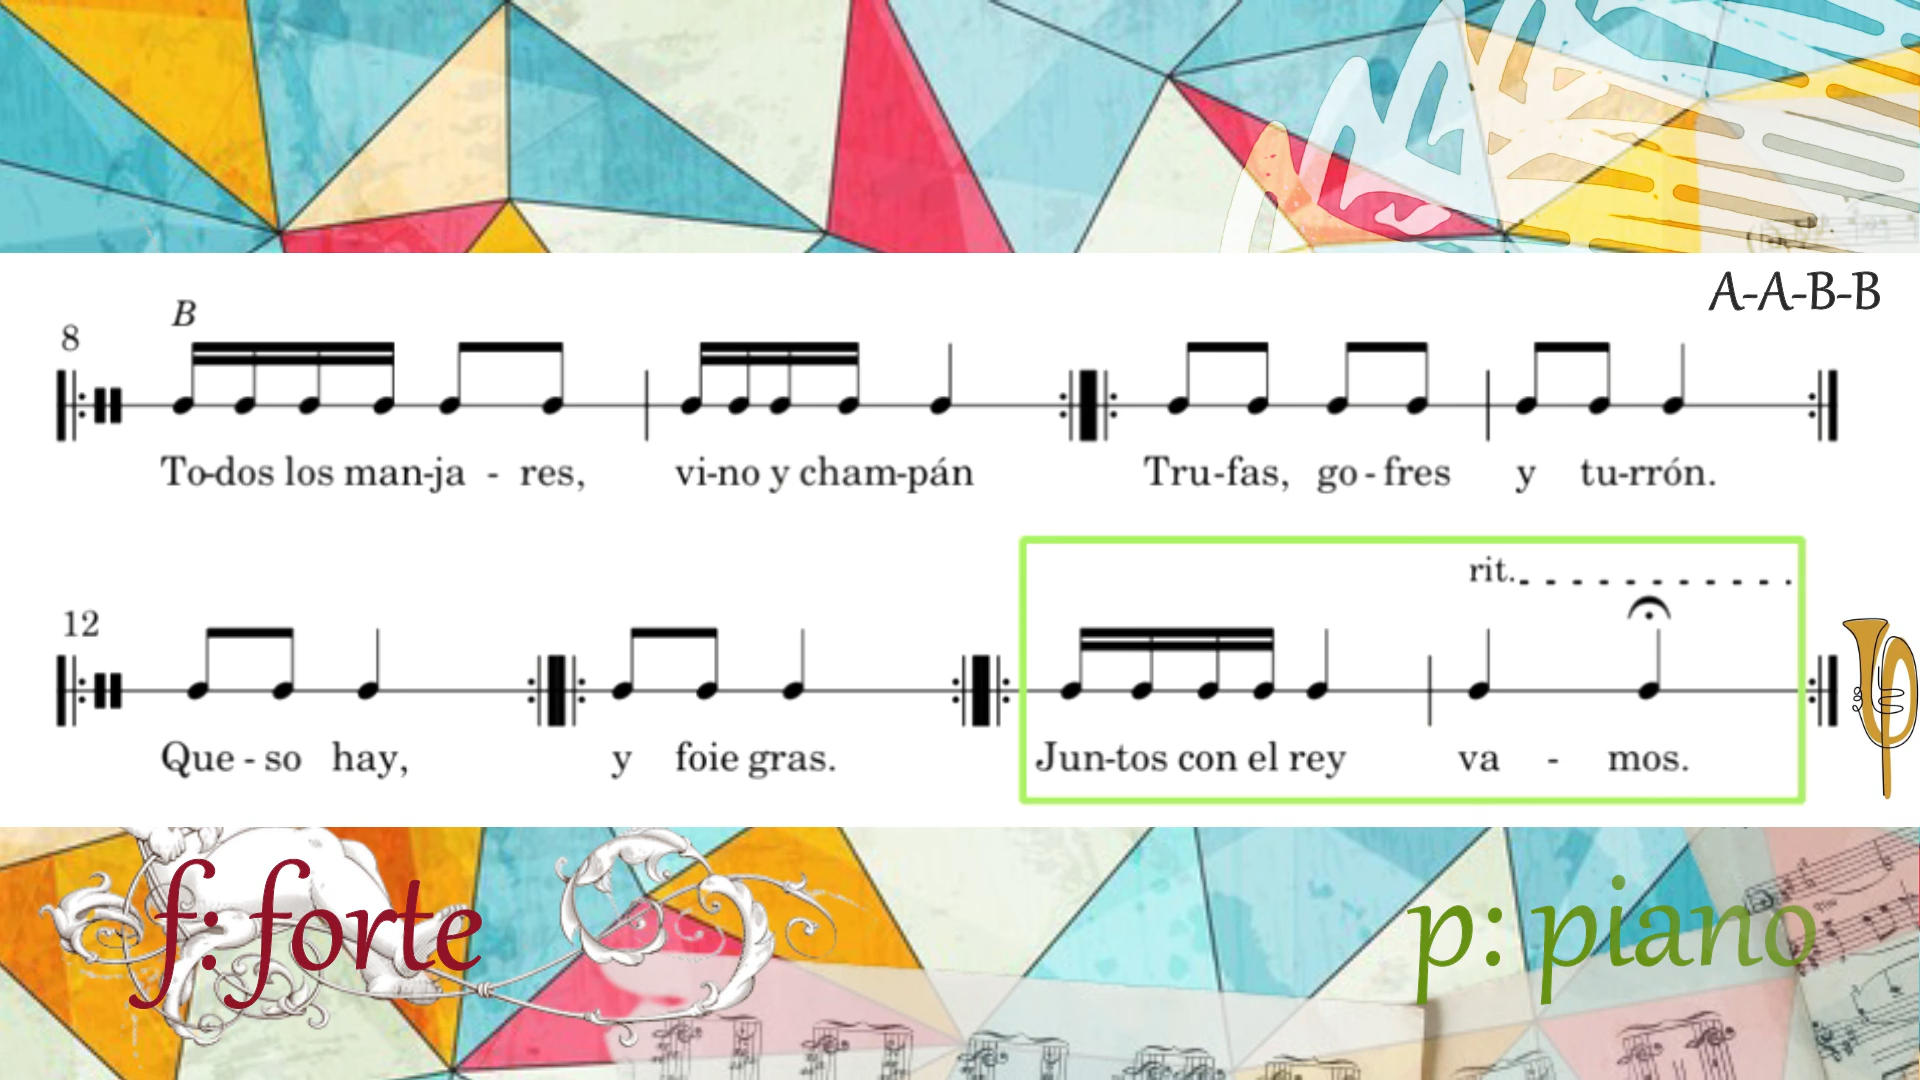 A-A-B-B
B
8
To-dos los man-ja - res, vi-no y cham-pán Tru-fas, go-fres y tu-rrón.
rit.
12
Que-so hay, y foie gras. Jun-tos con el rey va - mos.
f: forte
p: piano